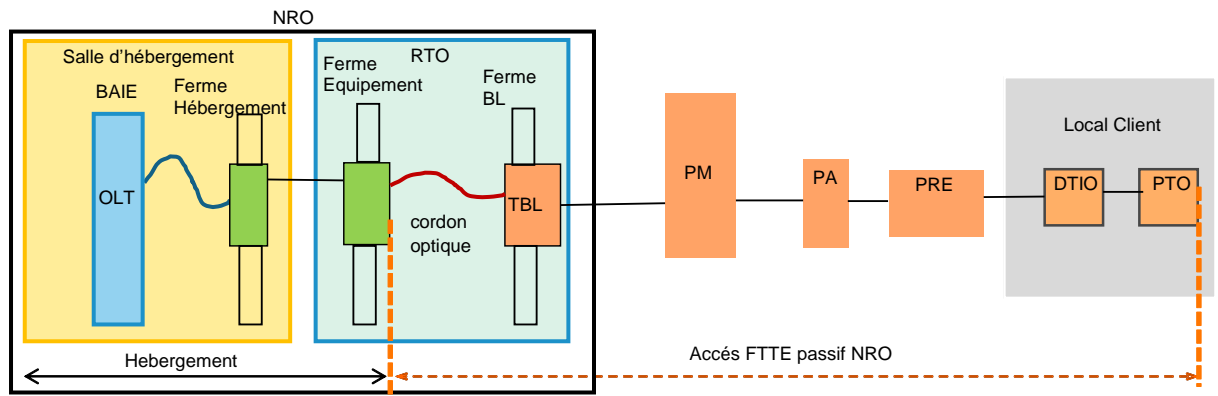 NRO
Salle d'hébergement
BAIE
Ferme
Hébergement
OLT
RTO
Ferme
Equipement
Ferme
BL
cordon
optique
TBL
PM
PA
PRE
Local Client
DTIO
PTO
Hebergement
Accés FTTE passif NRO